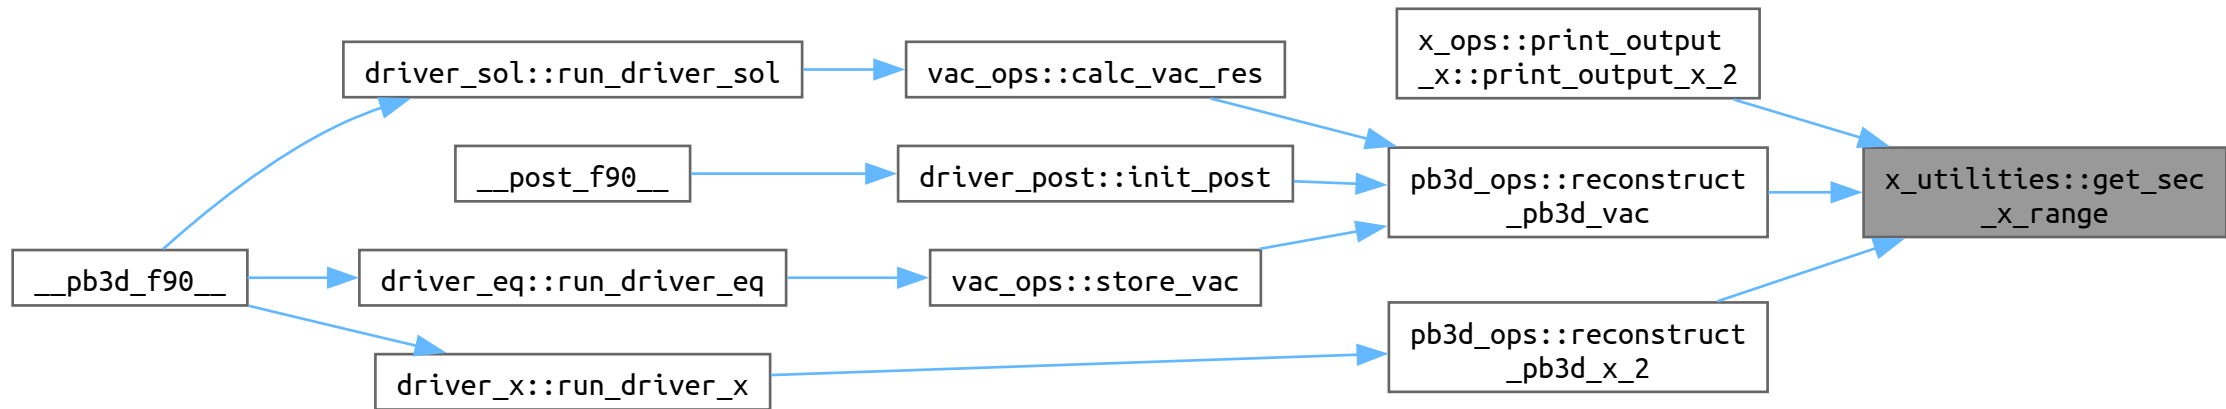 x_ops::print_output
_x::print_output_x_2
driver_sol::run_driver_sol
vac_ops::calc_vac_res
__post_f90__
driver_post::init_post
pb3d_ops::reconstruct
_pb3d_vac
x_utilities::get_sec
_x_range
__pb3d_f90__
driver_eq::run_driver_eq
vac_ops::store_vac
pb3d_ops::reconstruct
_pb3d_x_2
driver_x::run_driver_x